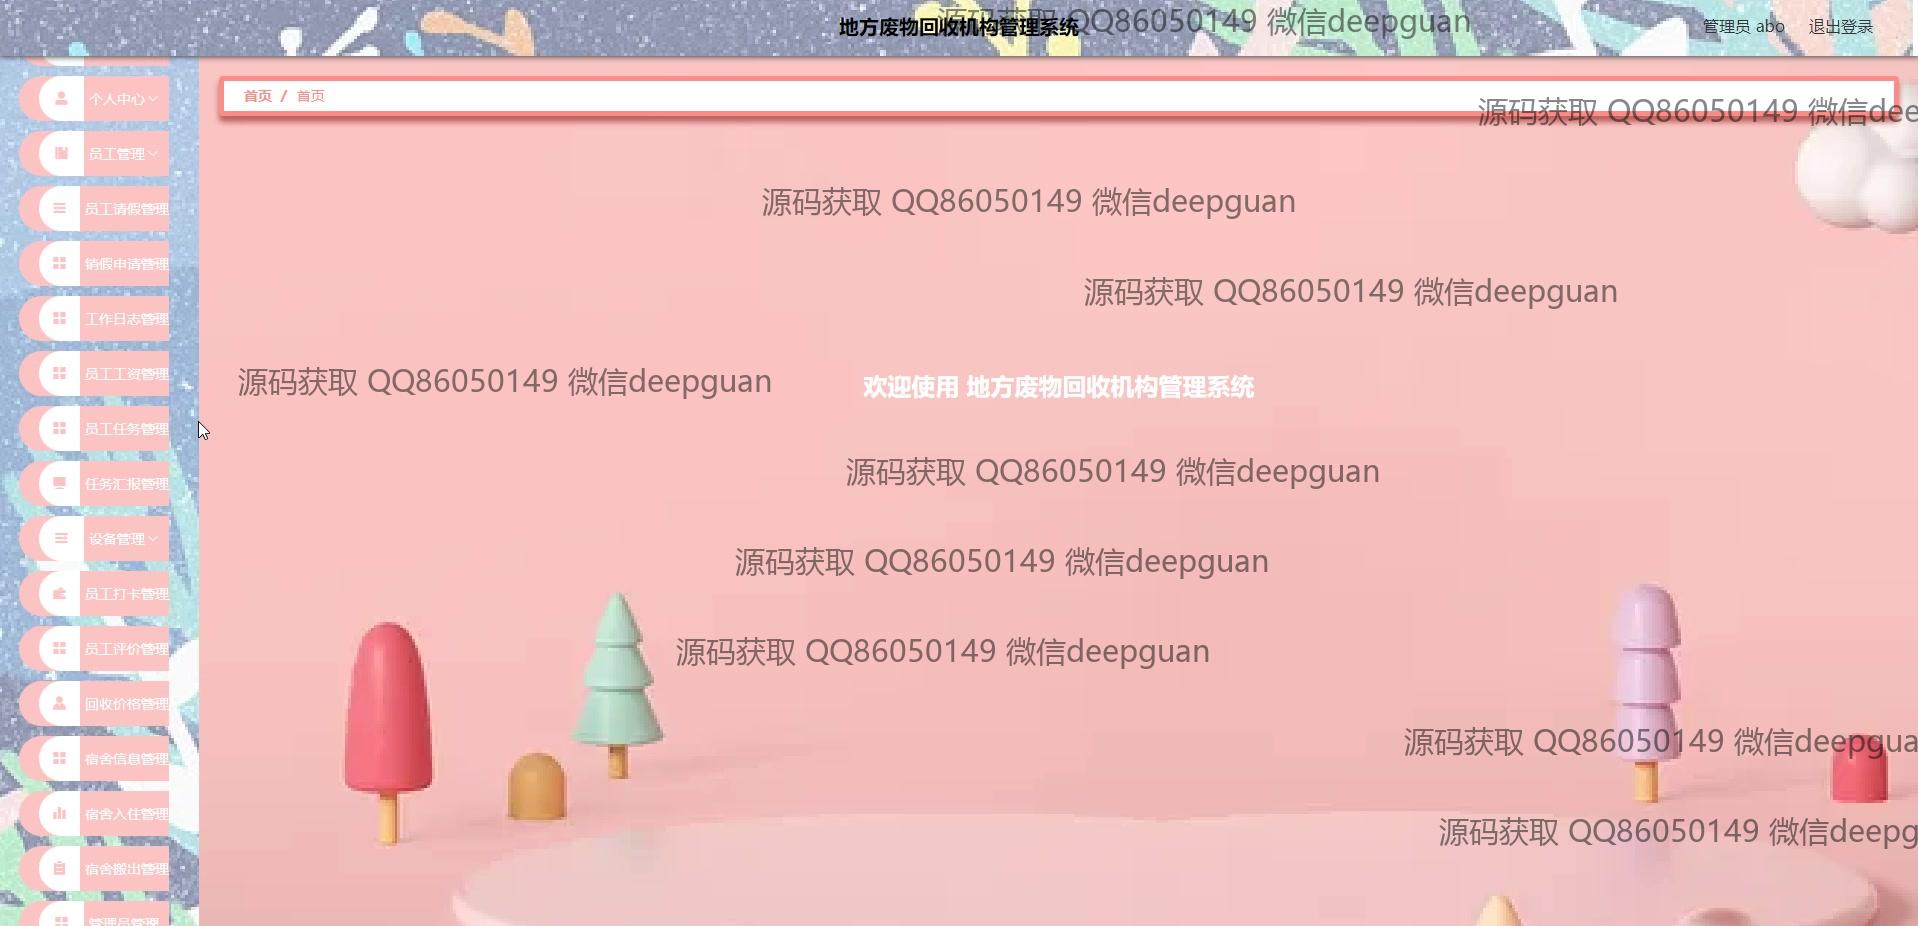 地方废物回收机构管理系统
源码获取 QQ86050149 微信deepguan
管理员 abo
退出登录
首页 / 首页
源码获取 QQ86050149 微信dee
个人中心
员工管理
员工请假管理
销假申请管理
工作日志管理
员工工资管理
员工任务管理
任务汇报管理
设备管理
员工打卡管理
员工评价管理
回收价格管理
宿舍信息管理
宿舍入住管理
宿舍搬出管理
管理员管理
源码获取 QQ86050149 微信deepguan
源码获取 QQ86050149 微信deepguan
源码获取 QQ86050149 微信deepguan
欢迎使用 地方废物回收机构管理系统
源码获取 QQ86050149 微信deepguan
源码获取 QQ86050149 微信deepguan
源码获取 QQ86050149 微信deepguan
源码获取 QQ86050149 微信deepgua
源码获取 QQ86050149 微信deepg